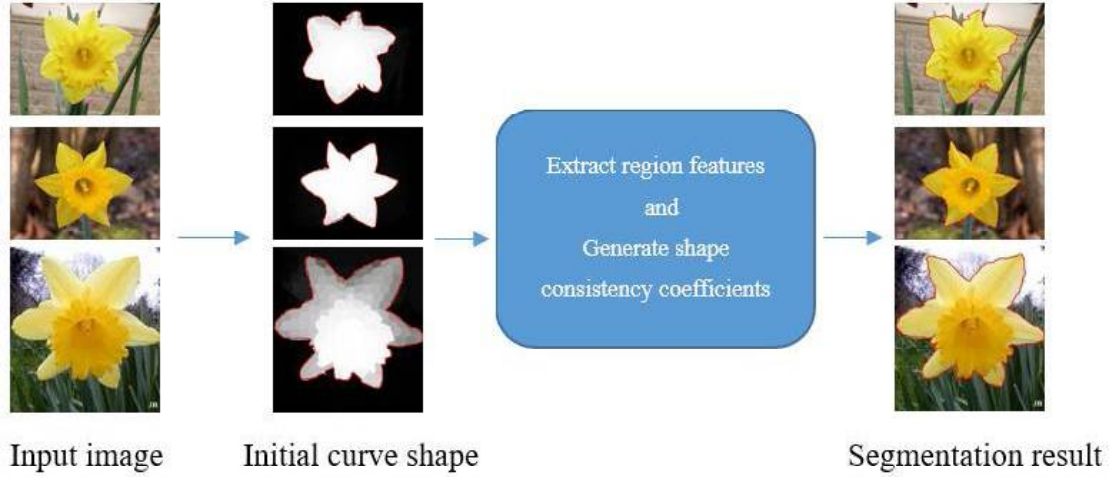 Extract region features
and
Generate shape
consistency coefficients
Input image
Initial curve shape
Segmentation result